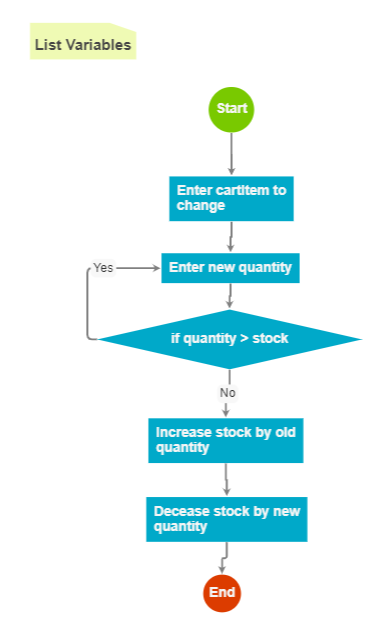 List Variables
Start
Enter cartItem to
change
Yes
Enter new quantity
if quantity > stock
No
Increase stock by old
quantity
Decease stock by new
quantity
End